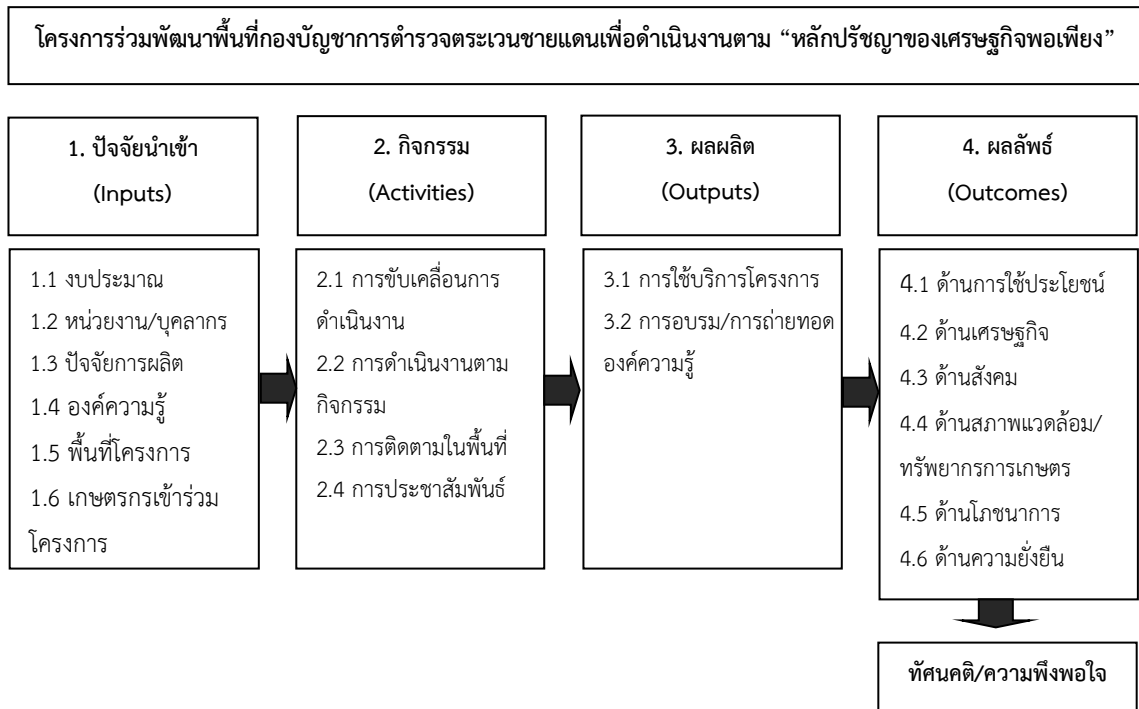 โครงการร่วมพัฒนาพื้นที่กองบัญชาการตำรวจตระเวนชายแดนเพื่อดำเนินงานตาม “หลักปรัชญาของเศรษฐกิจพอเพียง”
1. ปัจจัยนำเข้า
(Inputs)
1.1 งบประมาณ
1.2 หน่วยงาน/บุคลากร
1.3 ปัจจัยการผลิต
1.4 องค์ความรู้
1.5 พื้นที่โครงการ
1.6 เกษตรกรเข้าร่วม
โครงการ
2. กิจกรรม
(Activities)
2.1 การขับเคลื่อนการ
ดำเนินงาน
2.2 การดำเนินงานตาม
กิจกรรม
2.3 การติดตามในพื้นที่
2.4 การประชาสัมพันธ์
3. ผลผลิต
(Outputs)
3.1 การใช้บริการโครงการ
3.2 การอบรม/การถ่ายทอด
องค์ความรู้
4. ผลลัพธ์
(Outcomes)
4.1 ด้านการใช้ประโยชน์
4.2 ด้านเศรษฐกิจ
4.3 ด้านสังคม
4.4 ด้านสภาพแวดล้อม/
ทรัพยากรการเกษตร
4.5 ด้านโภชนาการ
4.6 ด้านความยั่งยืน
ทัศนคติ/ความพึงพอใจ